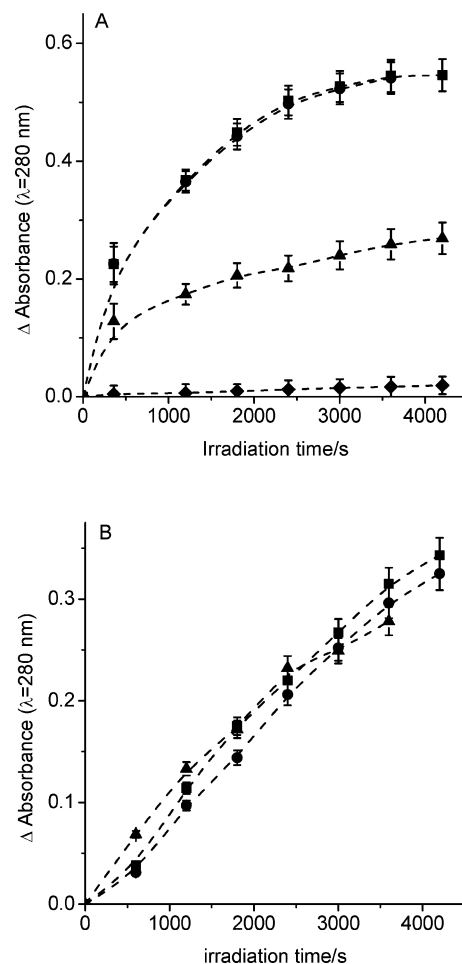 A
0.6
0.4
0.2
0.0
Δ Absorbance (λ=280 nm)
0 1000 2000 3000 4000
Irradiation time/s
B
0.3
0.2
0.1
0.0
Δ Absorbance (λ=280 nm)
0 1000 2000 3000 4000
irradiation time/s